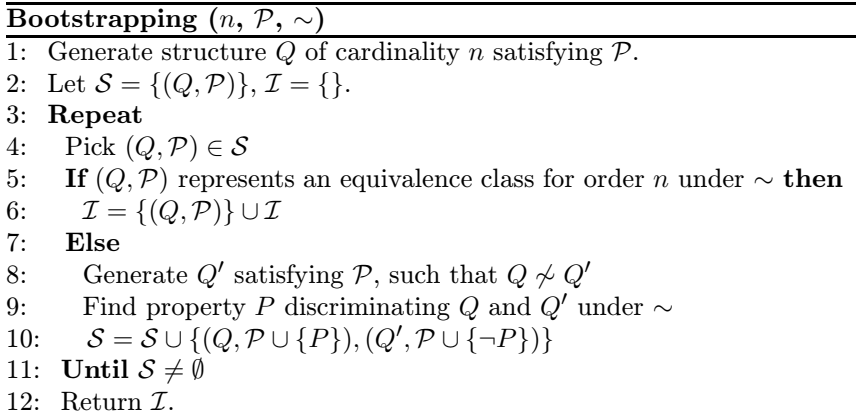 Bootstrapping (n, 𝒫, ∼)
1: Generate structure Q of cardinality n satisfying 𝒫.
2: Let 𝒮 = {(Q, 𝒫)}, ℐ = {}.
3: Repeat
4: Pick (Q, 𝒫) ∈ 𝒮
5: If (Q, 𝒫) represents an equivalence class for order n under ∼ then
6: ℐ = {(Q, 𝒫)} ∪ ℐ
7: Else
8: Generate Q′ satisfying 𝒫, such that Q ≁ Q′
9: Find property P discriminating Q and Q′ under ∼
10: 𝒮 = 𝒮 ∪ {(Q, 𝒫 ∪ {P}), (Q′, 𝒫 ∪ {¬P})}
11: Until 𝒮 ≠ ∅
12: Return ℐ.